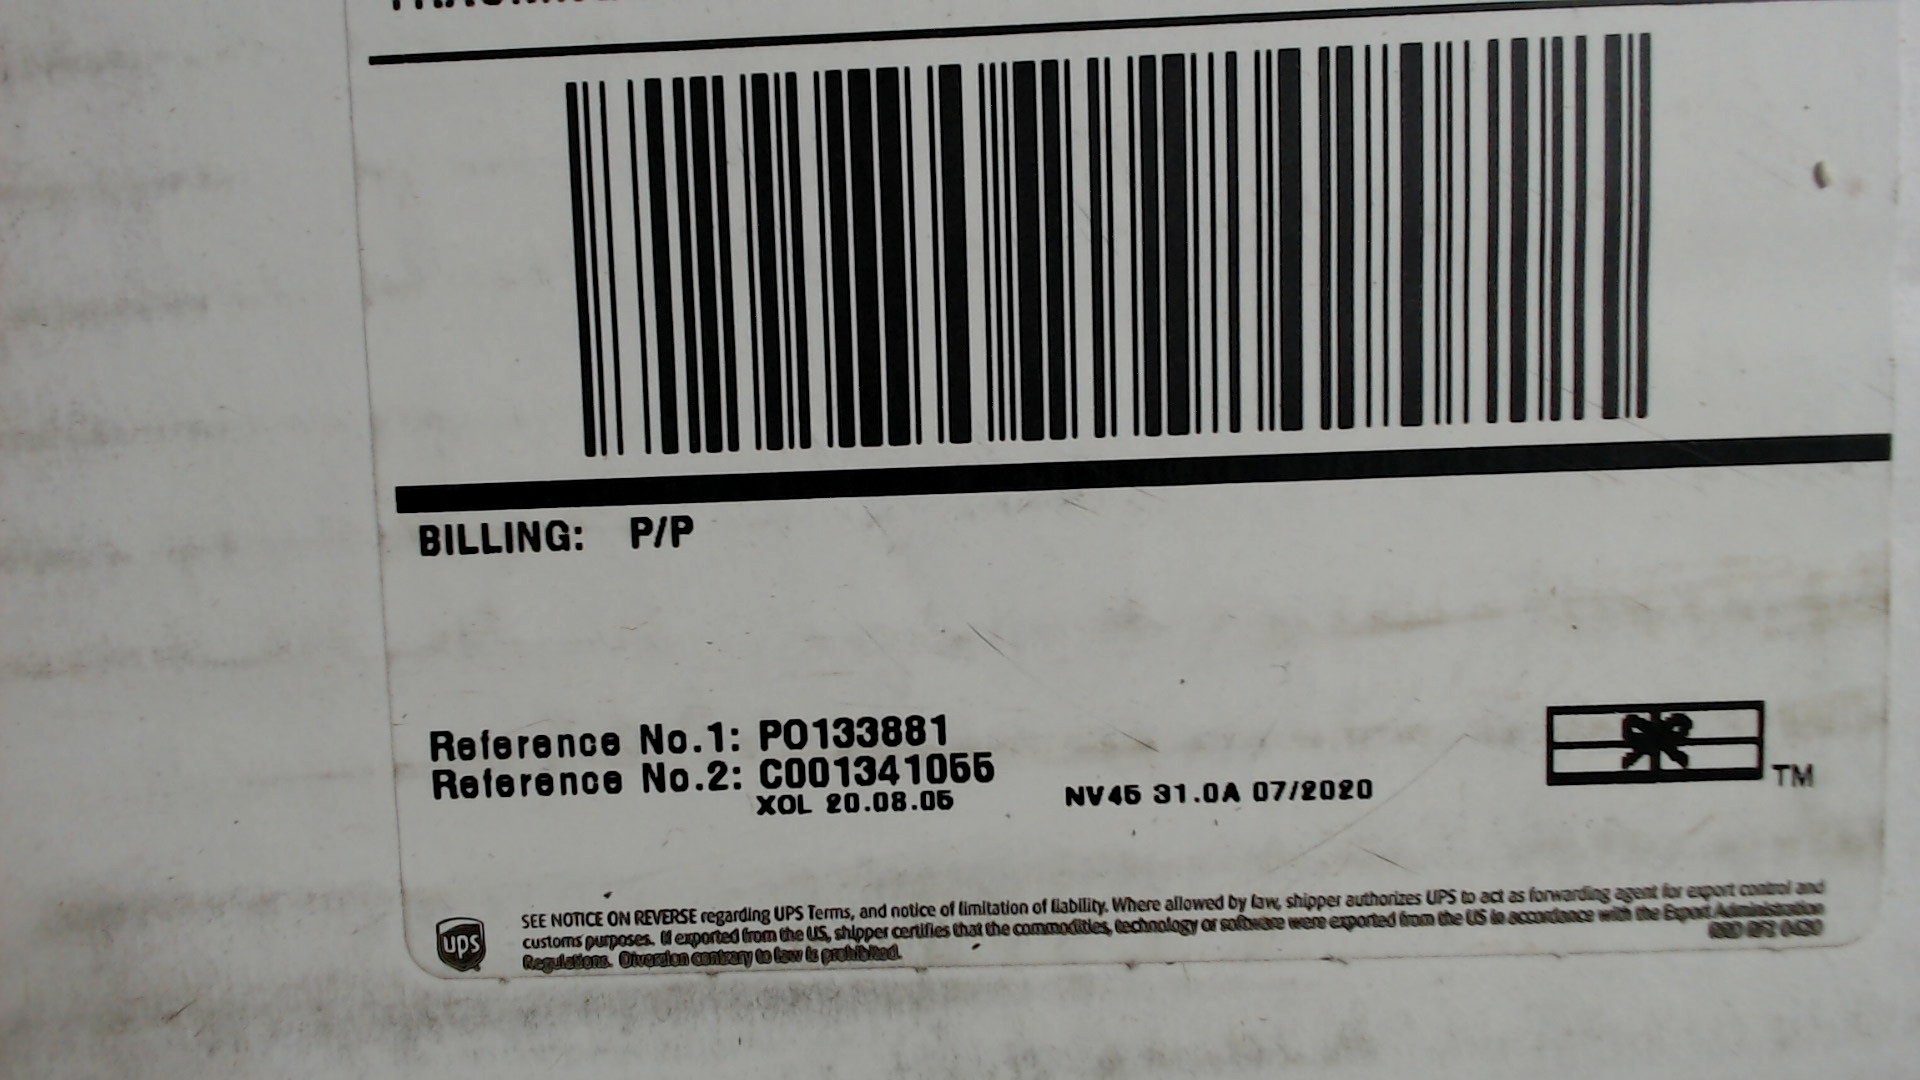 BILLING: P/P
Reference No.1: PO133881
Reference No.2: C001341055
XOL 20.08.05 NV45 31.0A 07/2020
TM
ups
SEE NOTICE ON REVERSE regarding UPS Terms, and notice of limitation of liability. Where allowed by law, shipper authorizes UPS to act as forwarding agent for export control and
customs purposes. If exported from the US, shipper certifies that the commodities, technology or software were exported from the US in accordance with the Export Administration
Regulations. Diversion contrary to law is prohibited.